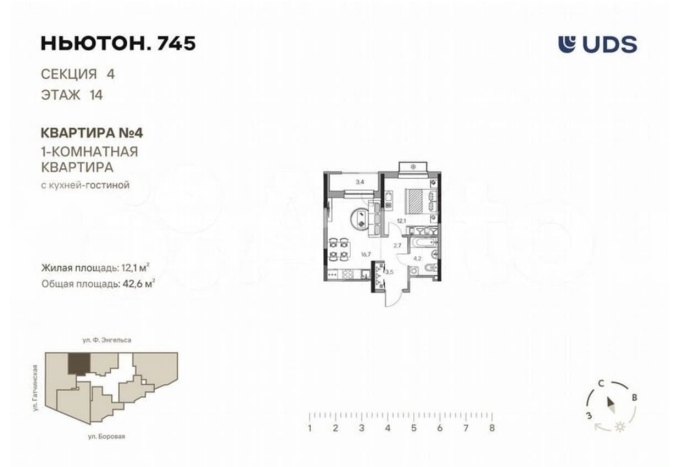 НЬЮТОН. 745
UDS
СЕКЦИЯ 4
ЭТАЖ 14
КВАРТИРА №4
1-КОМНАТНАЯ
КВАРТИРА
с кухней-гостиной
3,4
12,1
16,7
2,7
4,2
3,5
Жилая площадь: 12,1 м²
Общая площадь: 42,6 м²
ул. Ф. Энгельса
ул. Гатчинская
ул. Боровая
1 2 3 4 5 6 7 8
С
В
З